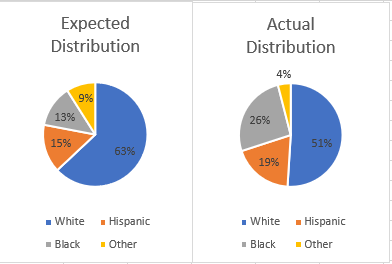 Expected
Distribution
9%
13%
15%
63%
White Hispanic
Black Other
Actual
Distribution
4%
26%
51%
19%
White Hispanic
Black Other